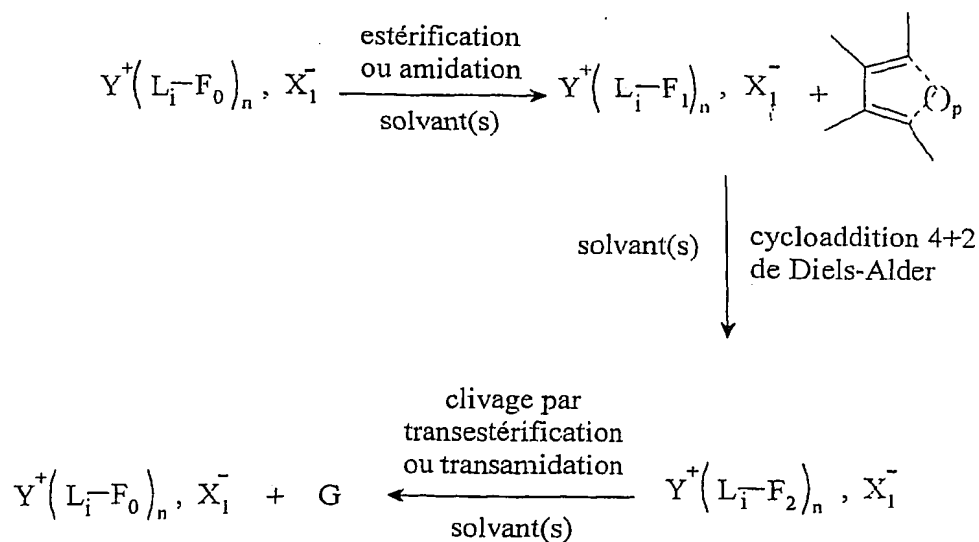 estérification
ou amidation
Y⁺(Lᵢ—F₀)ₙ , X₁⁻ → Y⁺(Lᵢ—F₁)ₙ , X₁⁻ + ( )ₚ
solvant(s)
solvant(s) cycloaddition 4+2
de Diels-Alder
clivage par
transestérification
ou transamidation
Y⁺(Lᵢ—F₀)ₙ , X₁⁻ + G ← Y⁺(Lᵢ—F₂)ₙ , X₁⁻
solvant(s)